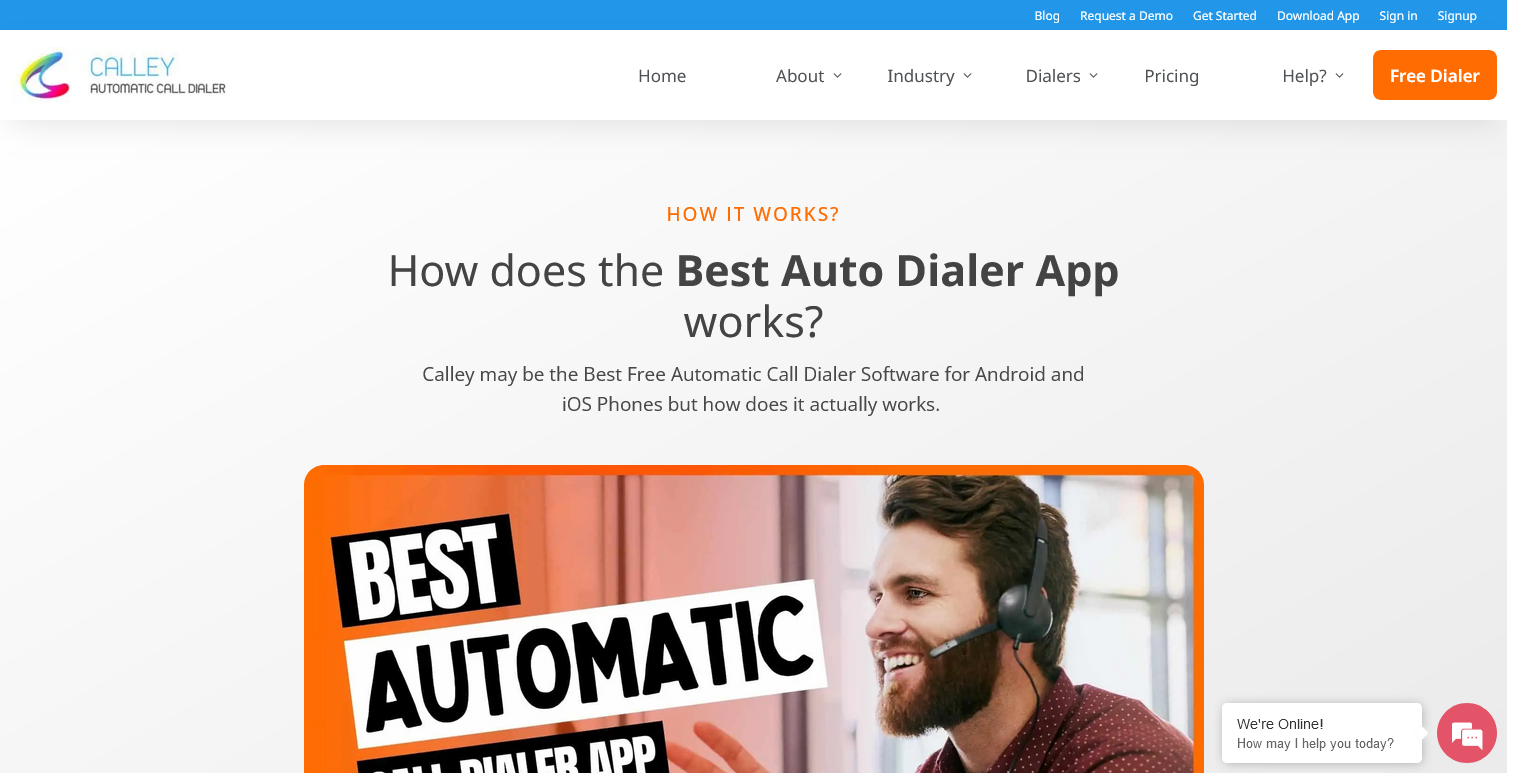 Blog Request a Demo Get Started Download App Sign in Signup
CALLEY
AUTOMATIC CALL DIALER
Home About Industry Dialers Pricing Help? Free Dialer
HOW IT WORKS?
How does the Best Auto Dialer App
works?
Calley may be the Best Free Automatic Call Dialer Software for Android and
iOS Phones but how does it actually works.
BEST
AUTOMATIC
CALL DIALER APP
We're Online!
How may I help you today?